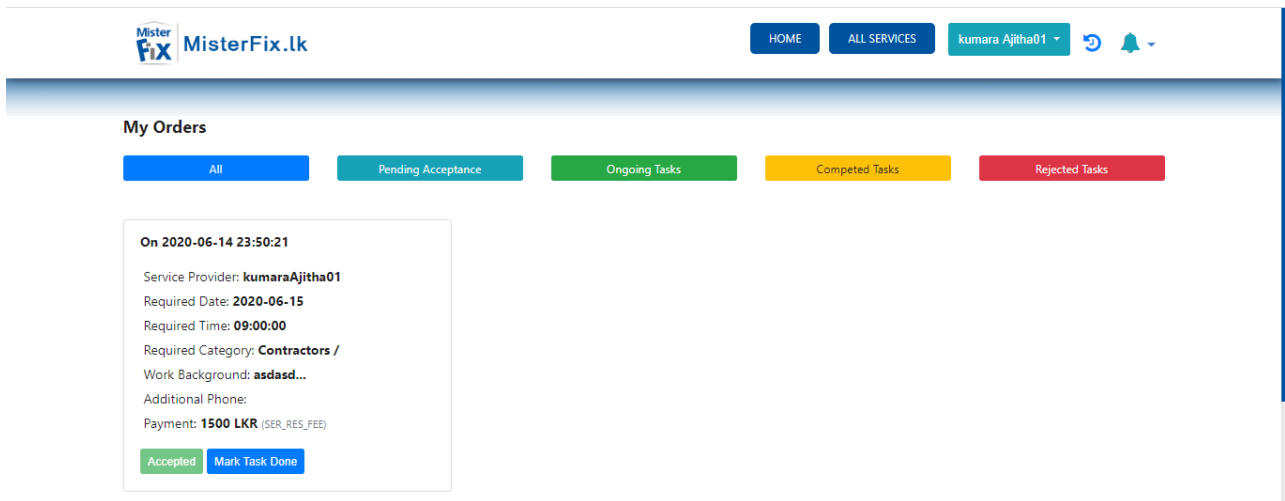 Mister
FiX
MisterFix.lk
HOME
ALL SERVICES
kumara Ajitha01
My Orders
All
Pending Acceptance
Ongoing Tasks
Competed Tasks
Rejected Tasks
On 2020-06-14 23:50:21
Service Provider: kumaraAjitha01
Required Date: 2020-06-15
Required Time: 09:00:00
Required Category: Contractors /
Work Background: asdasd...
Additional Phone:
Payment: 1500 LKR (SER_RES_FEE)
Accepted
Mark Task Done